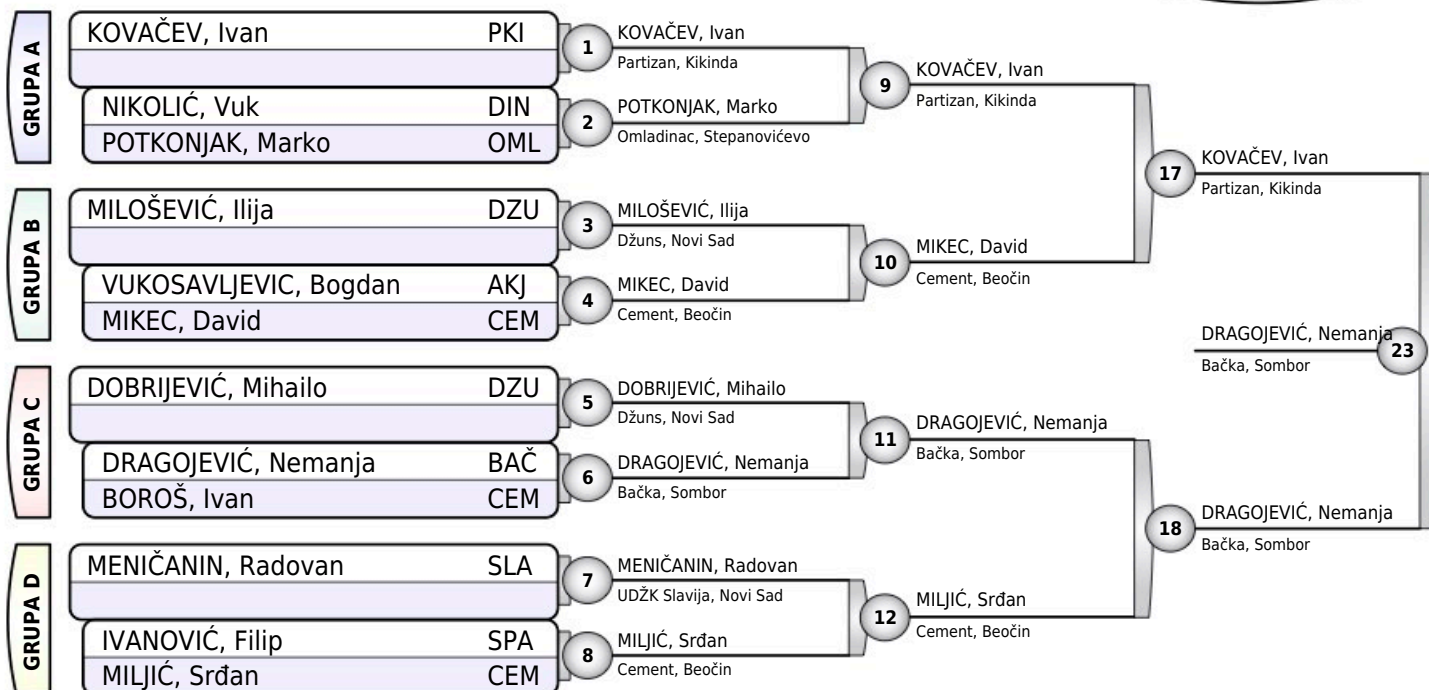 GRUPA A
KOVAČEV, Ivan PKI
NIKOLIĆ, Vuk DIN
POTKONJAK, Marko OML
GRUPA B
MILOŠEVIĆ, Ilija DZU
VUKOSAVLJEVIC, Bogdan AKJ
MIKEC, David CEM
GRUPA C
DOBRIJEVIĆ, Mihailo DZU
DRAGOJEVIĆ, Nemanja BAČ
BOROŠ, Ivan CEM
GRUPA D
MENIČANIN, Radovan SLA
IVANOVIĆ, Filip SPA
MILJIĆ, Srđan CEM
1
KOVAČEV, Ivan
Partizan, Kikinda
2
POTKONJAK, Marko
Omladinac, Stepanovićevo
3
MILOŠEVIĆ, Ilija
Džuns, Novi Sad
4
MIKEC, David
Cement, Beočin
5
DOBRIJEVIĆ, Mihailo
Džuns, Novi Sad
6
DRAGOJEVIĆ, Nemanja
Bačka, Sombor
7
MENIČANIN, Radovan
UDŽK Slavija, Novi Sad
8
MILJIĆ, Srđan
Cement, Beočin
9
KOVAČEV, Ivan
Partizan, Kikinda
10
MIKEC, David
Cement, Beočin
11
DRAGOJEVIĆ, Nemanja
Bačka, Sombor
12
MILJIĆ, Srđan
Cement, Beočin
17
KOVAČEV, Ivan
Partizan, Kikinda
18
DRAGOJEVIĆ, Nemanja
Bačka, Sombor
DRAGOJEVIĆ, Nemanja
23
Bačka, Sombor